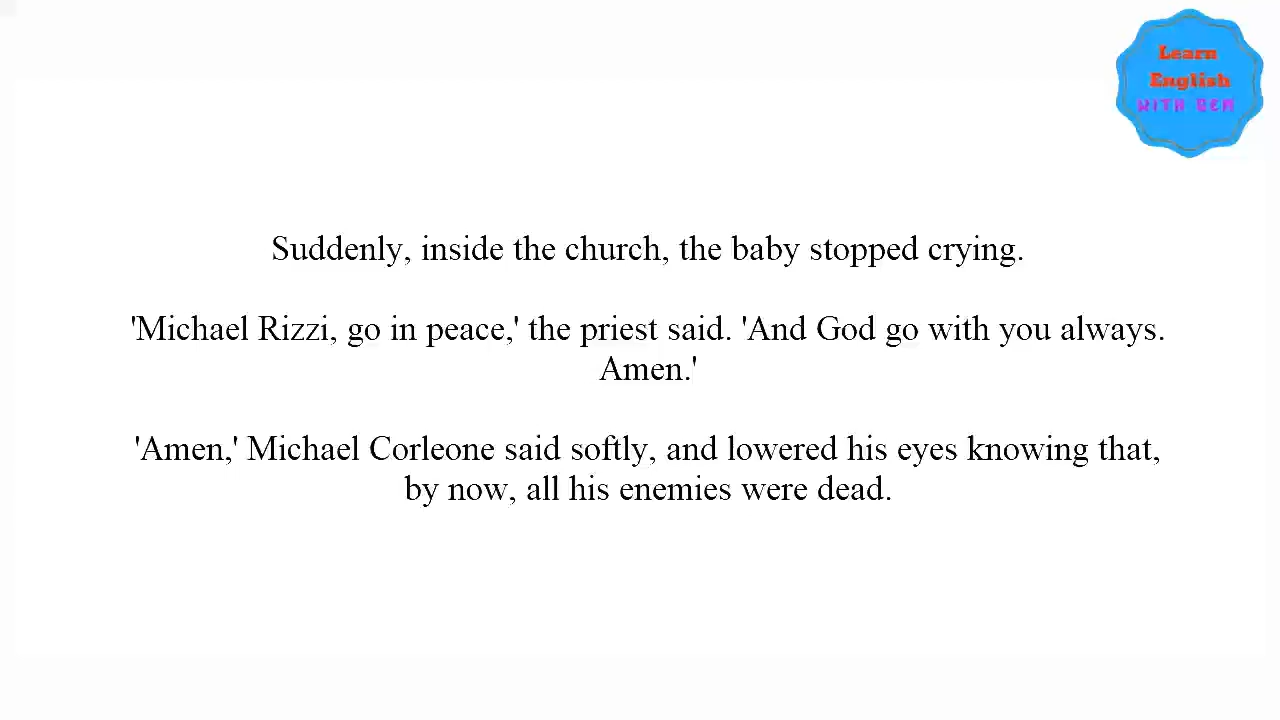 Learn
English
WITH BEN
Suddenly, inside the church, the baby stopped crying.
'Michael Rizzi, go in peace,' the priest said. 'And God go with you always.
Amen.'
'Amen,' Michael Corleone said softly, and lowered his eyes knowing that,
by now, all his enemies were dead.